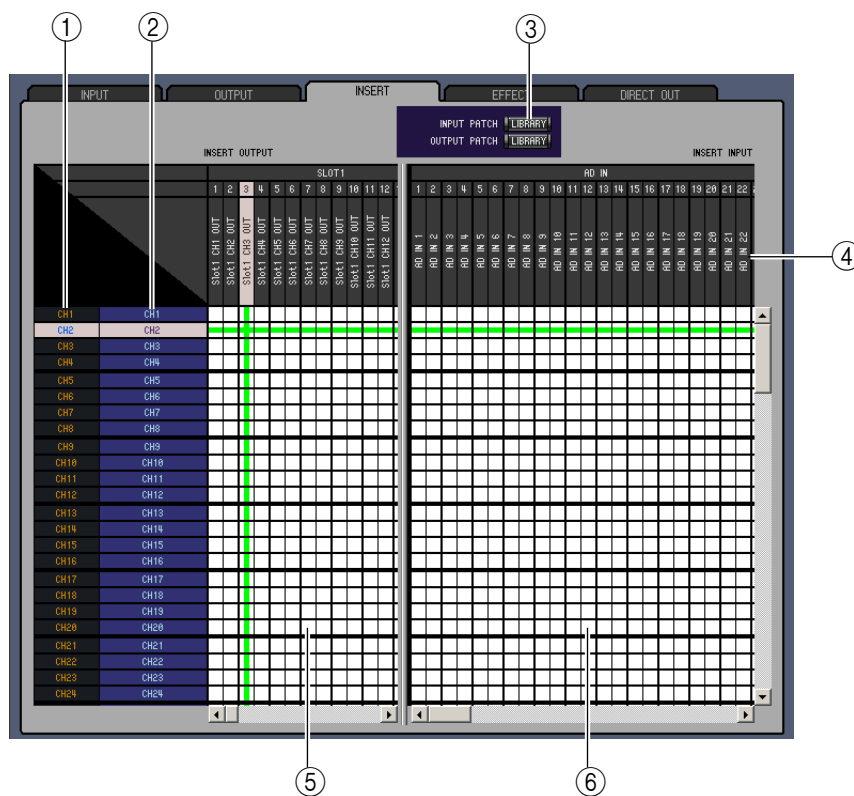 1 2 3
INPUT OUTPUT INSERT EFFECT DIRECT OUT
INPUT PATCH LIBRARY
OUTPUT PATCH LIBRARY
INSERT OUTPUT INSERT INPUT
SLOT1 AD IN
1 2 3 4 5 6 7 8 9 10 11 12 1 2 3 4 5 6 7 8 9 10 11 12 13 14 15 16 17 18 19 20 21 22
Slot1 CH1 OUT
Slot1 CH2 OUT
Slot1 CH3 OUT
Slot1 CH4 OUT
Slot1 CH5 OUT
Slot1 CH6 OUT
Slot1 CH7 OUT
Slot1 CH8 OUT
Slot1 CH9 OUT
Slot1 CH10 OUT
Slot1 CH11 OUT
Slot1 CH12 OUT
AD IN 1
AD IN 2
AD IN 3
AD IN 4
AD IN 5
AD IN 6
AD IN 7
AD IN 8
AD IN 9
AD IN 10
AD IN 11
AD IN 12
AD IN 13
AD IN 14
AD IN 15
AD IN 16
AD IN 17
AD IN 18
AD IN 19
AD IN 20
AD IN 21
AD IN 22
4
CH1 CH1
CH2 CH2
CH3 CH3
CH4 CH4
CH5 CH5
CH6 CH6
CH7 CH7
CH8 CH8
CH9 CH9
CH10 CH10
CH11 CH11
CH12 CH12
CH13 CH13
CH14 CH14
CH15 CH15
CH16 CH16
CH17 CH17
CH18 CH18
CH19 CH19
CH20 CH20
CH21 CH21
CH22 CH22
CH23 CH23
CH24 CH24
5 6